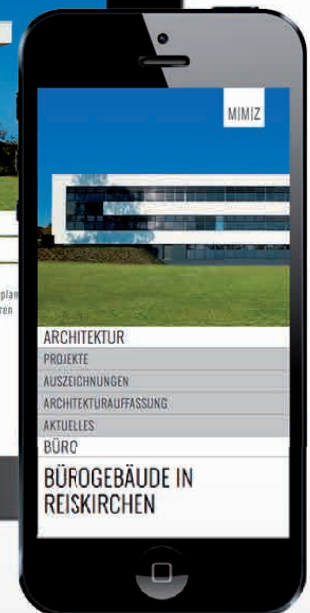 MIMIZ
ARCHITEKTUR
PROJEKTE
AUSZEICHNUNGEN
ARCHITEKTURAUFFASSUNG
AKTUELLES
BÜRO
BÜROGEBÄUDE IN
REISKIRCHEN